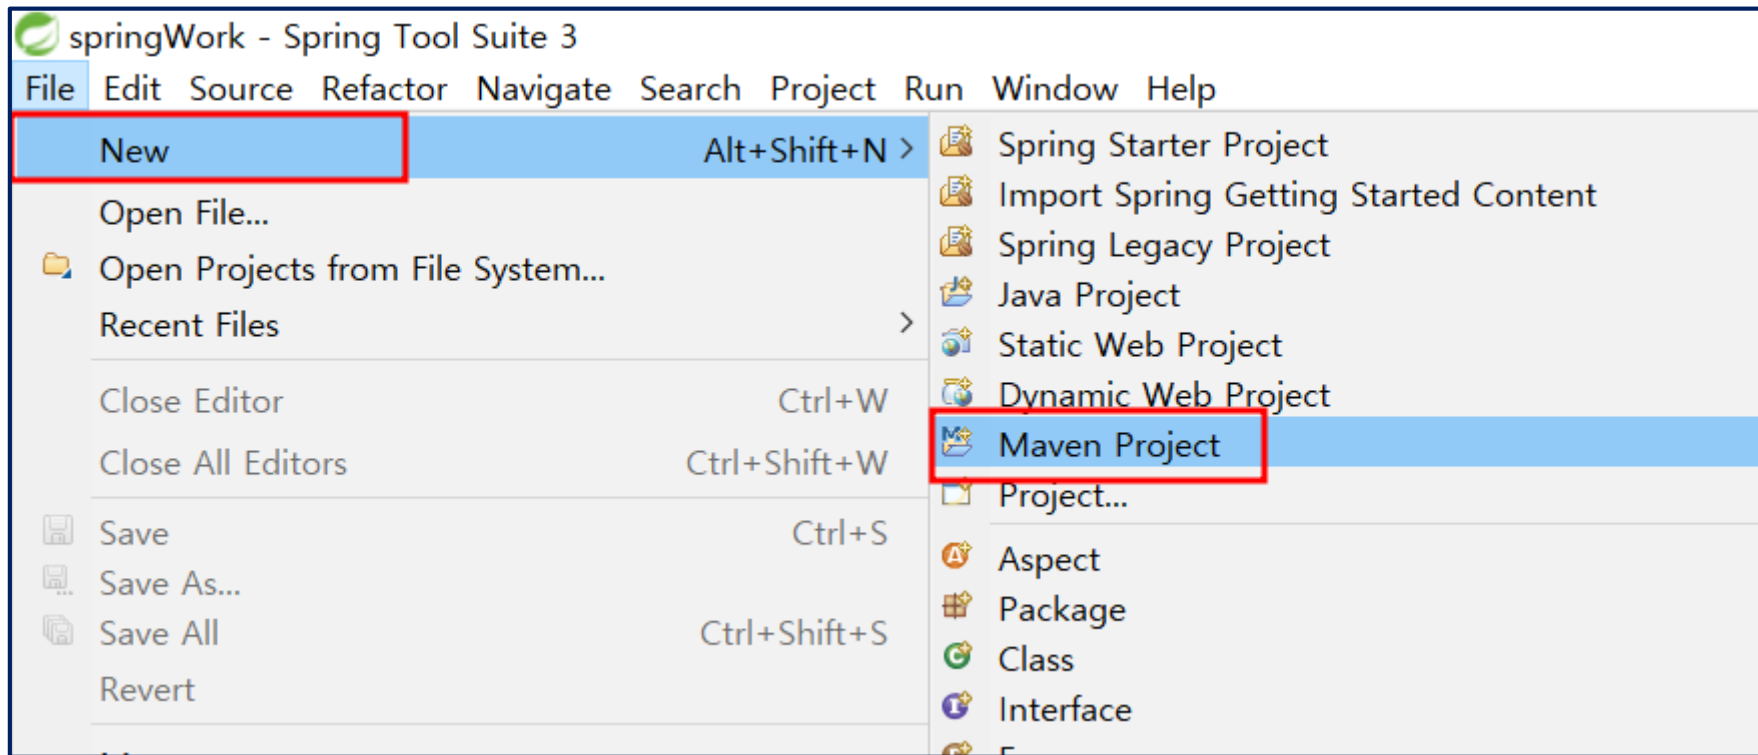 springWork - Spring Tool Suite 3
File Edit Source Refactor Navigate Search Project Run Window Help
New Alt+Shift+N >
Open File...
Open Projects from File System...
Recent Files >
Close Editor Ctrl+W
Close All Editors Ctrl+Shift+W
Save Ctrl+S
Save As...
Save All Ctrl+Shift+S
Revert
Spring Starter Project
Import Spring Getting Started Content
Spring Legacy Project
Java Project
Static Web Project
Dynamic Web Project
Maven Project
Project...
Aspect
Package
Class
Interface